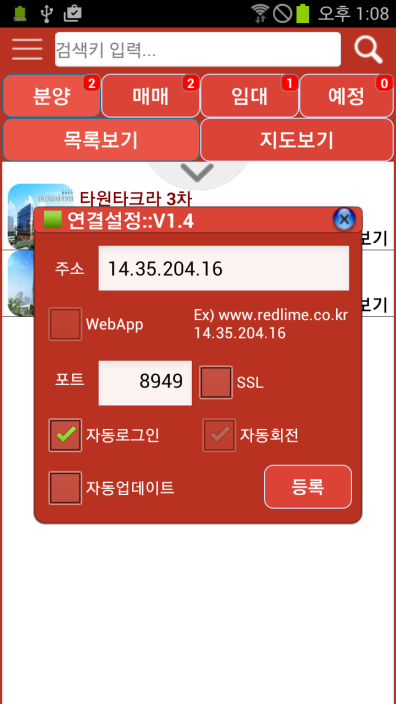 오후 1:08
검색키 입력...
분양 2 매매 2 임대 1 예정 0
목록보기 지도보기
타원타크라 3차
연결설정::V1.4
보기
주소 14.35.204.16
보기
WebApp Ex) www.redlime.co.kr
14.35.204.16
포트 8949 SSL
자동로그인 자동회전
자동업데이트 등록